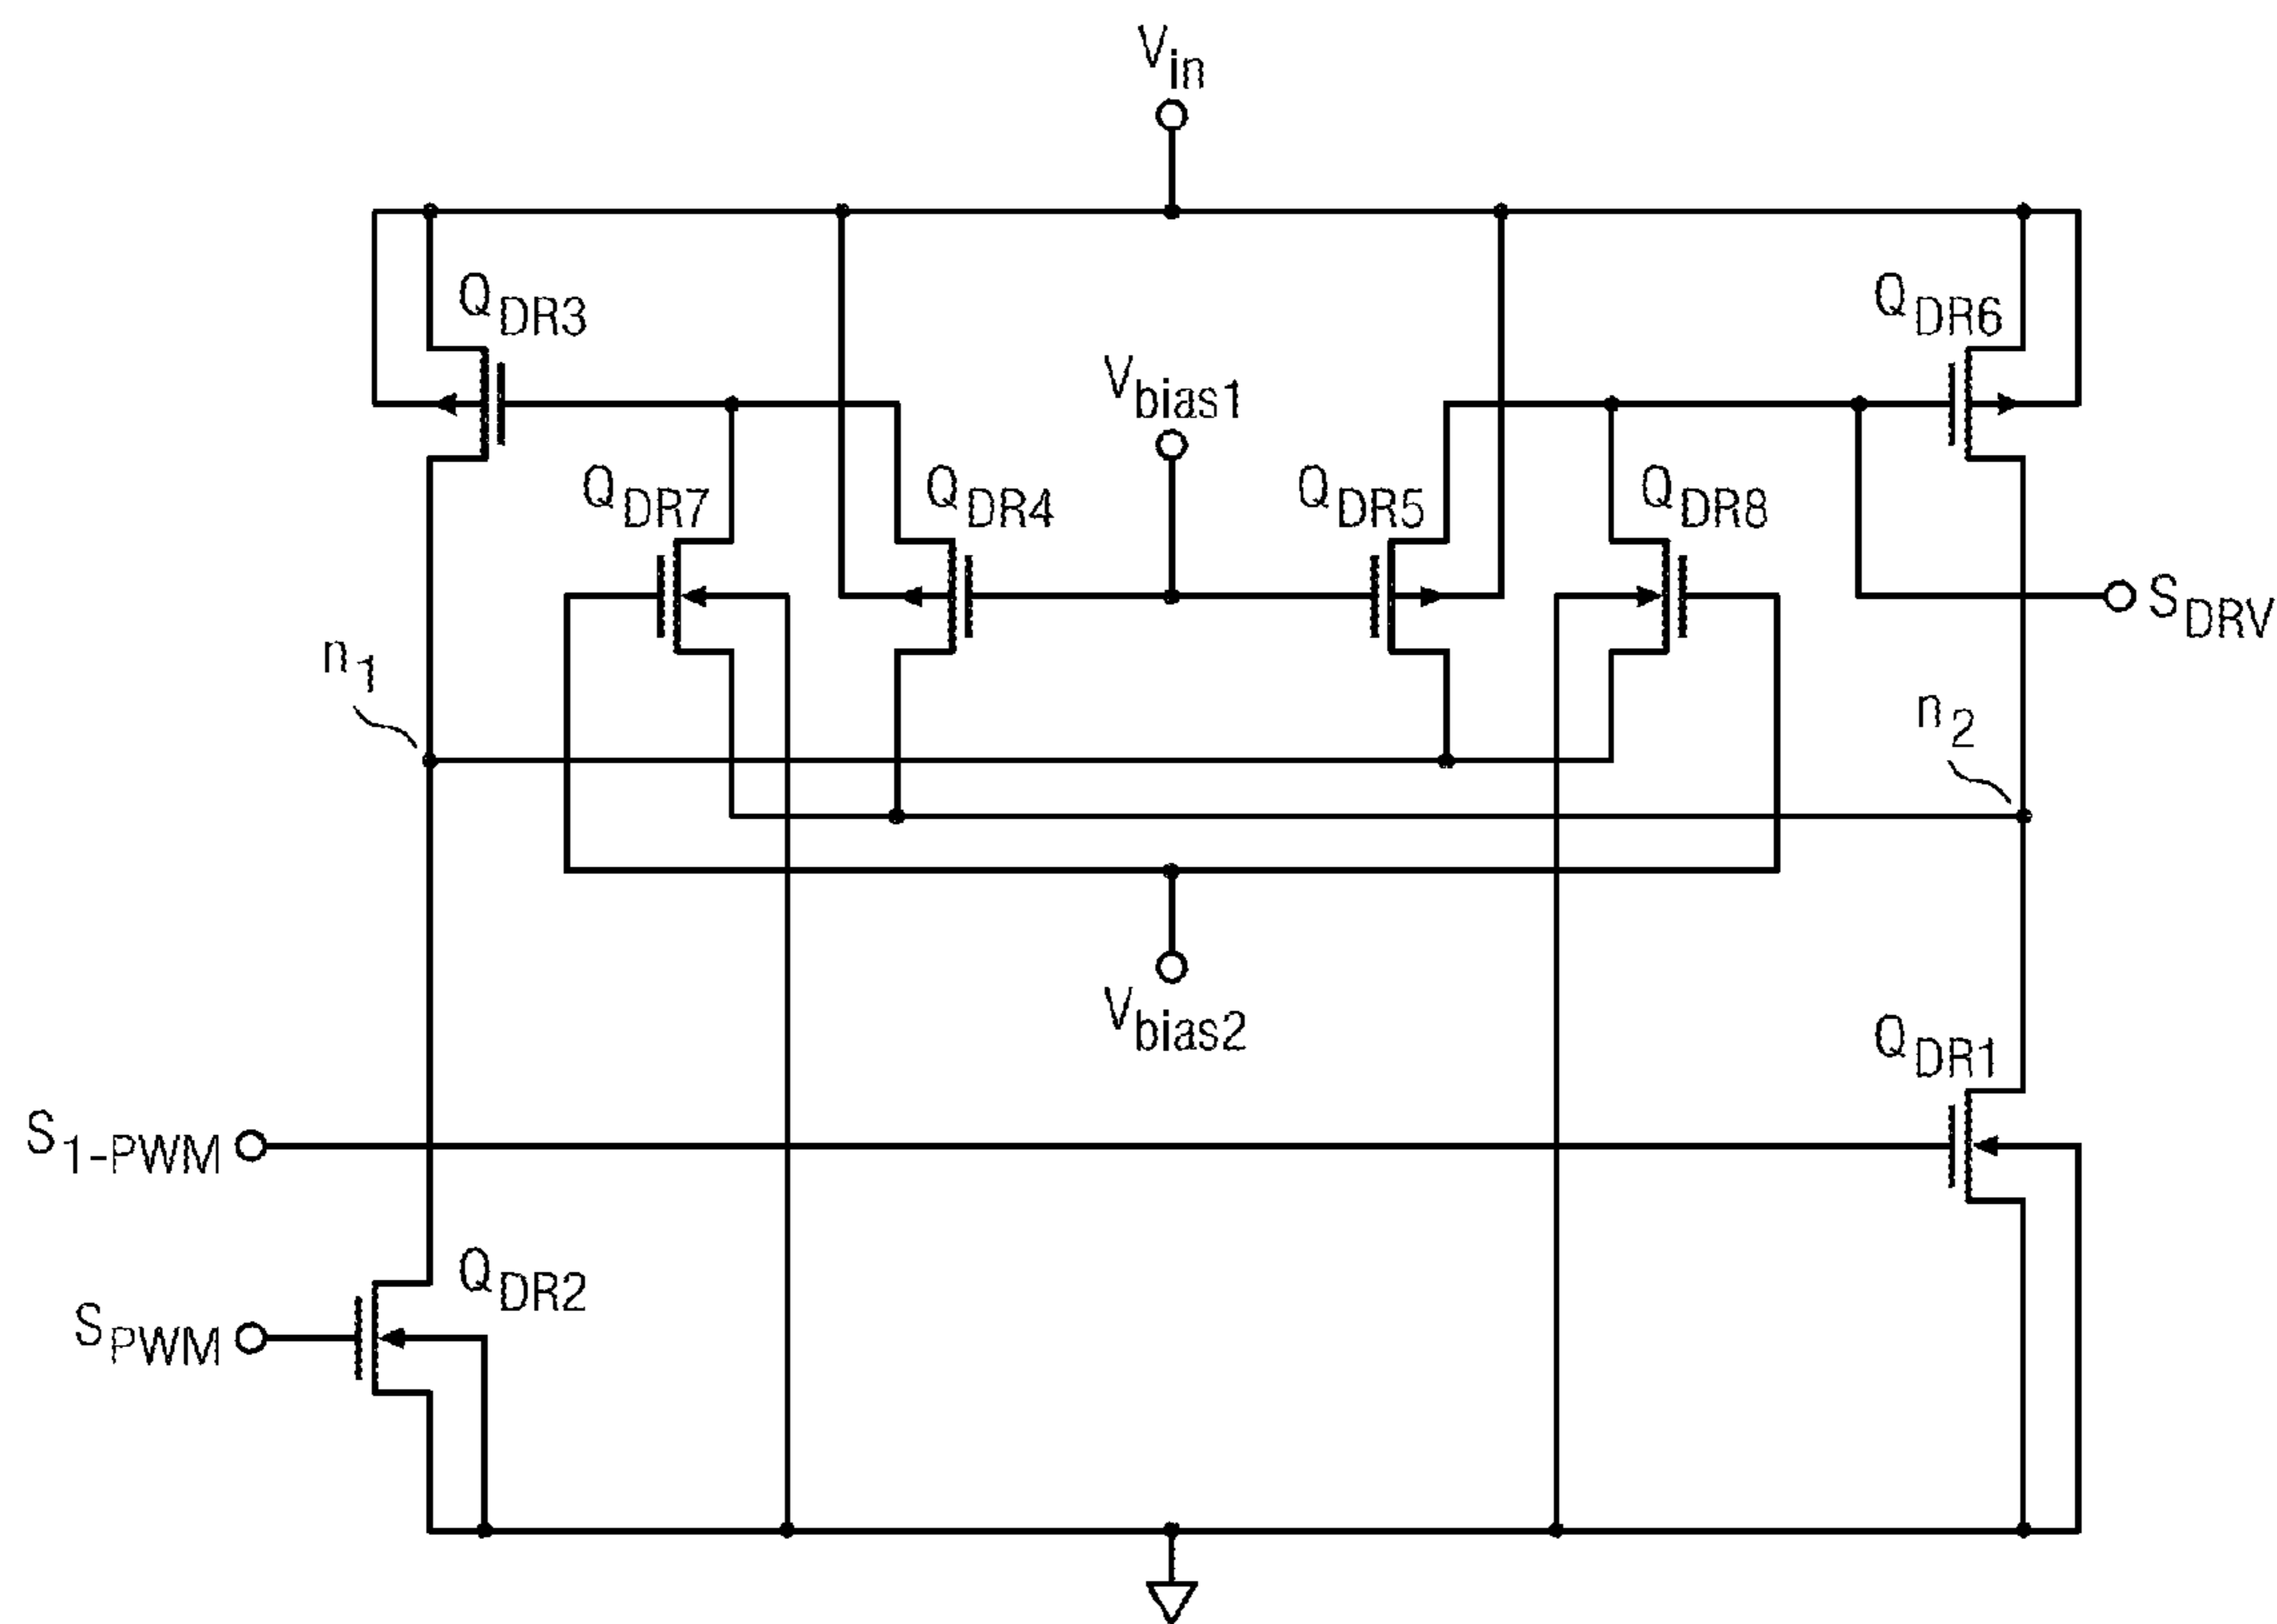 Vin
QDR3
QDR6
Vbias1
QDR7
QDR4
QDR5
QDR8
SDRV
n1
n2
Vbias2
QDR1
S1-PWM
QDR2
SPWM